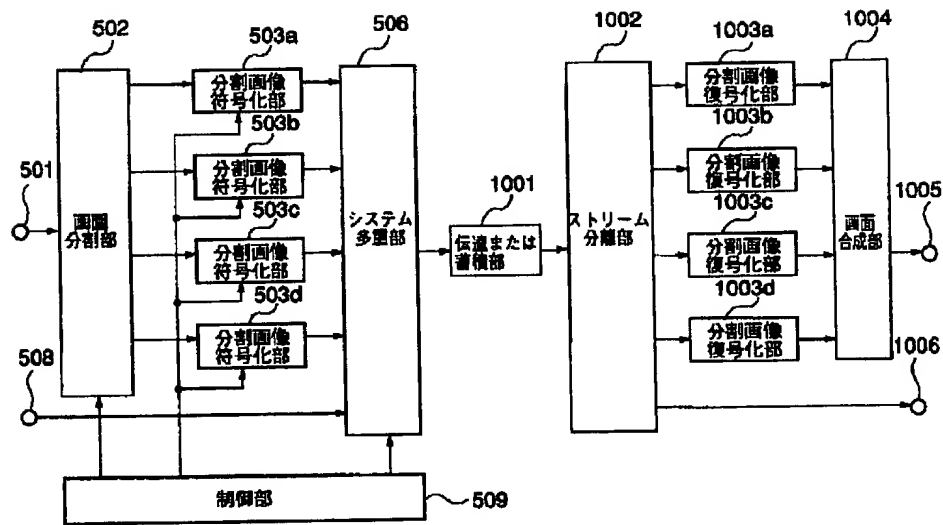 502
503a
506
1002
1003a
1004
分割画像
符号化部
分割画像
復号化部
503b
1003b
501
分割画像
符号化部
分割画像
復号化部
1005
503c
1001
1003c
画面
分割部
システム
多重部
伝達または
蓄積部
ストリーム
分離部
画面
合成部
分割画像
符号化部
分割画像
復号化部
503d
1003d
508
分割画像
符号化部
分割画像
復号化部
1006
制御部
509